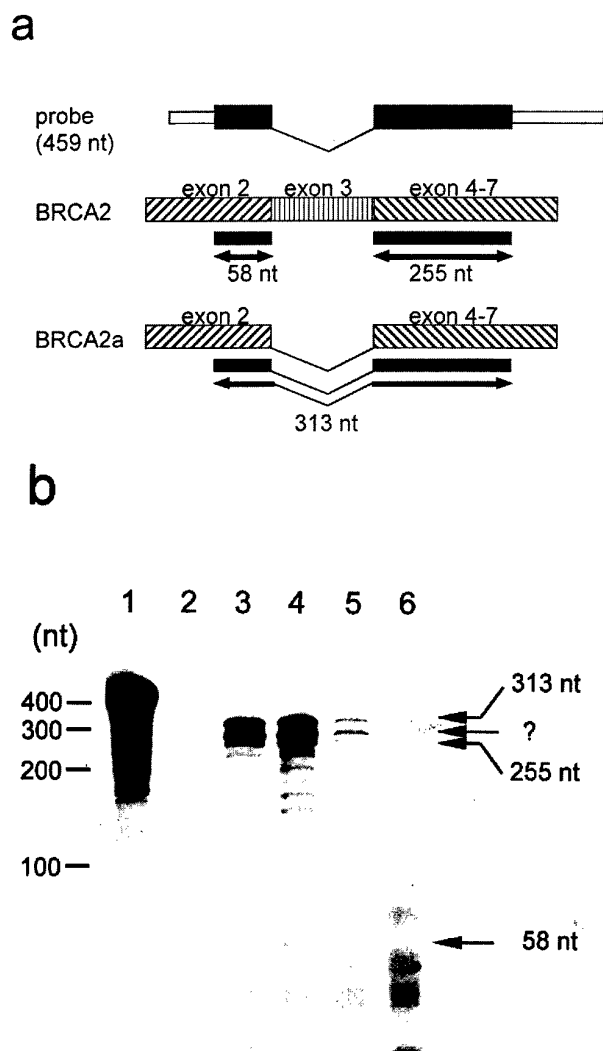 a
probe
(459 nt)
exon 2 exon 3 exon 4-7
BRCA2
58 nt 255 nt
exon 2 exon 4-7
BRCA2a
313 nt
b
1 2 3 4 5 6
(nt)
313 nt
400
300
?
200
255 nt
100
58 nt